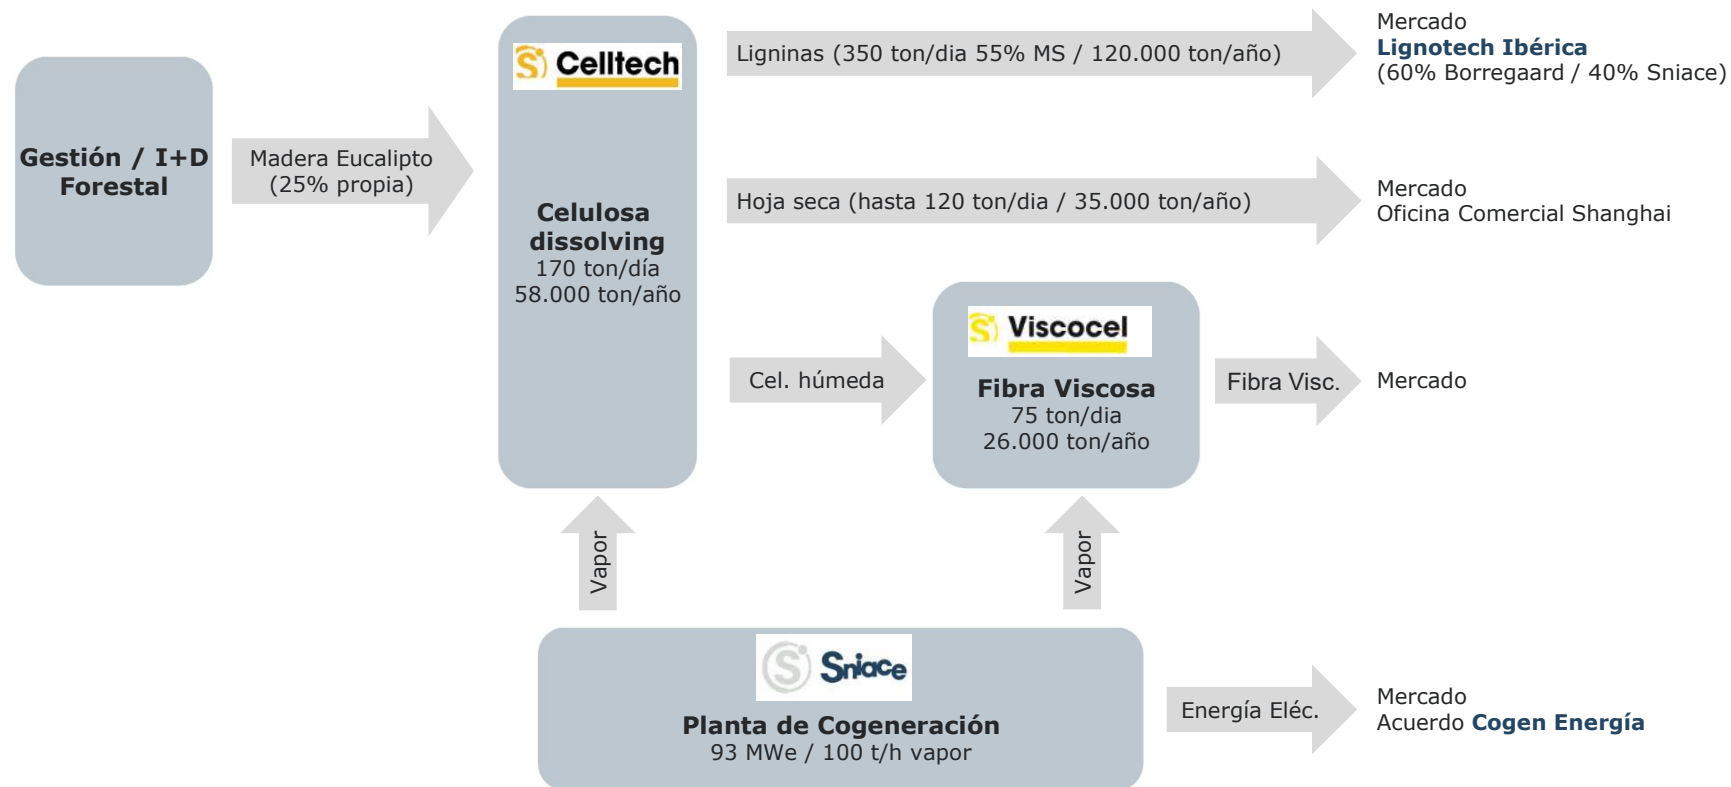 Gestión / I+D
Forestal
Madera Eucalipto
(25% propia)
S Celltech
Celulosa
dissolving
170 ton/día
58.000 ton/año
Ligninas (350 ton/dia 55% MS / 120.000 ton/año)
Mercado
Lignotech Ibérica
(60% Borregaard / 40% Sniace)
Hoja seca (hasta 120 ton/dia / 35.000 ton/año)
Mercado
Oficina Comercial Shanghai
Cel. húmeda
S Viscocel
Fibra Viscosa
75 ton/dia
26.000 ton/año
Fibra Visc.
Mercado
Vapor
Vapor
S Sniace
Planta de Cogeneración
93 MWe / 100 t/h vapor
Energía Eléc.
Mercado
Acuerdo Cogen Energía